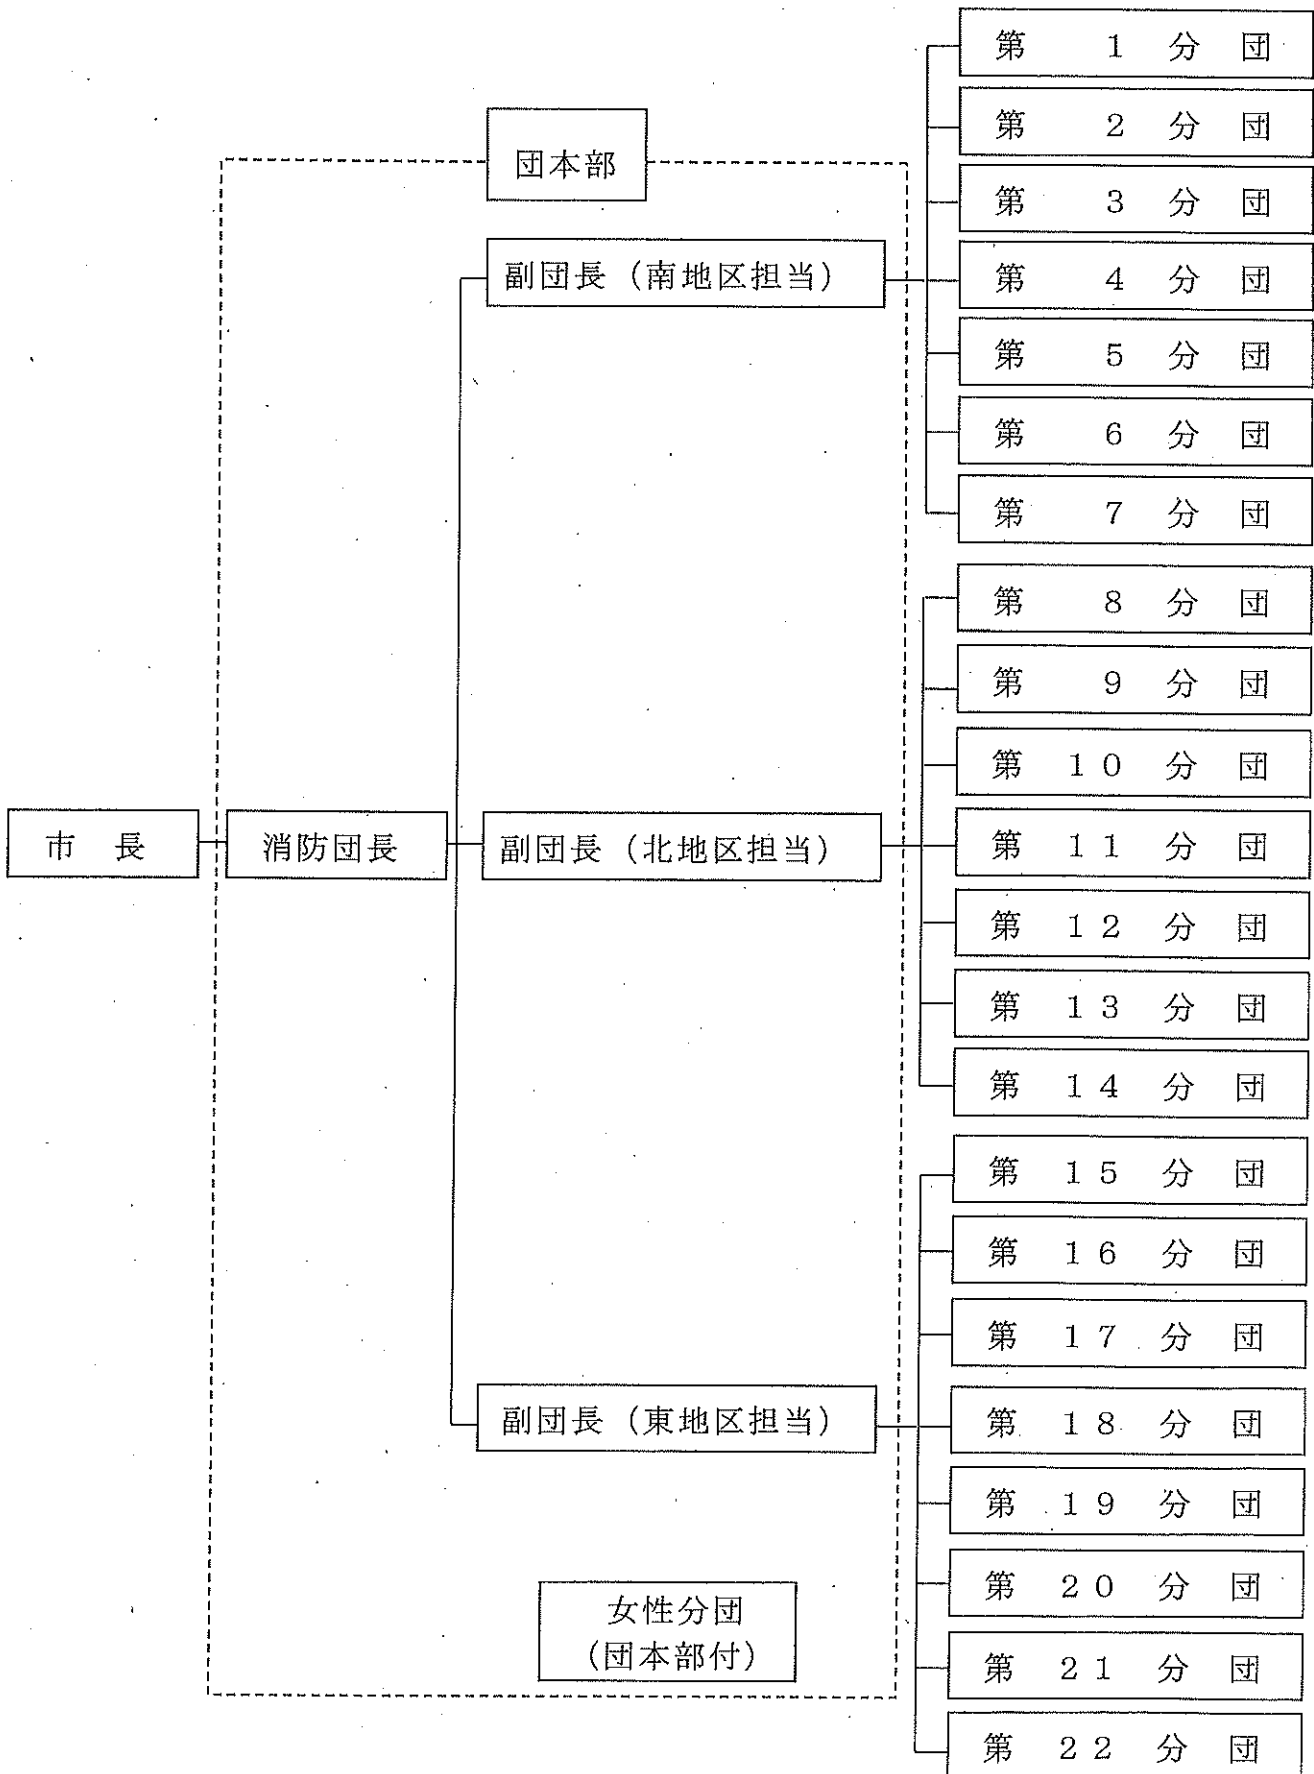 団本部
市　長
消防団長
副団長（南地区担当）
第　1　分　団
第　2　分　団
第　3　分　団
第　4　分　団
第　5　分　団
第　6　分　団
第　7　分　団
副団長（北地区担当）
第　8　分　団
第　9　分　団
第　10　分　団
第　11　分　団
第　12　分　団
第　13　分　団
第　14　分　団
副団長（東地区担当）
第　15　分　団
第　16　分　団
第　17　分　団
第　18　分　団
第　19　分　団
第　20　分　団
第　21　分　団
第　22　分　団
女性分団
（団本部付）